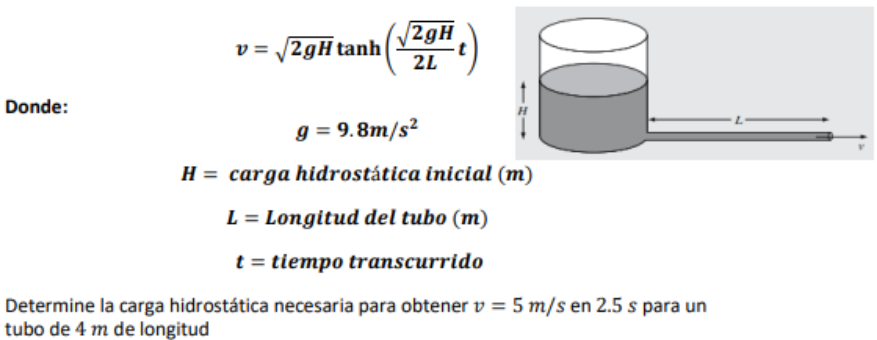 v = √2gH tanh(√2gH/2L t)
Donde:
g = 9.8m/s²
H = carga hidrostática inicial (m)
L = Longitud del tubo (m)
t = tiempo transcurrido
H
L
v
Determine la carga hidrostática necesaria para obtener v = 5 m/s en 2.5 s para un
tubo de 4 m de longitud